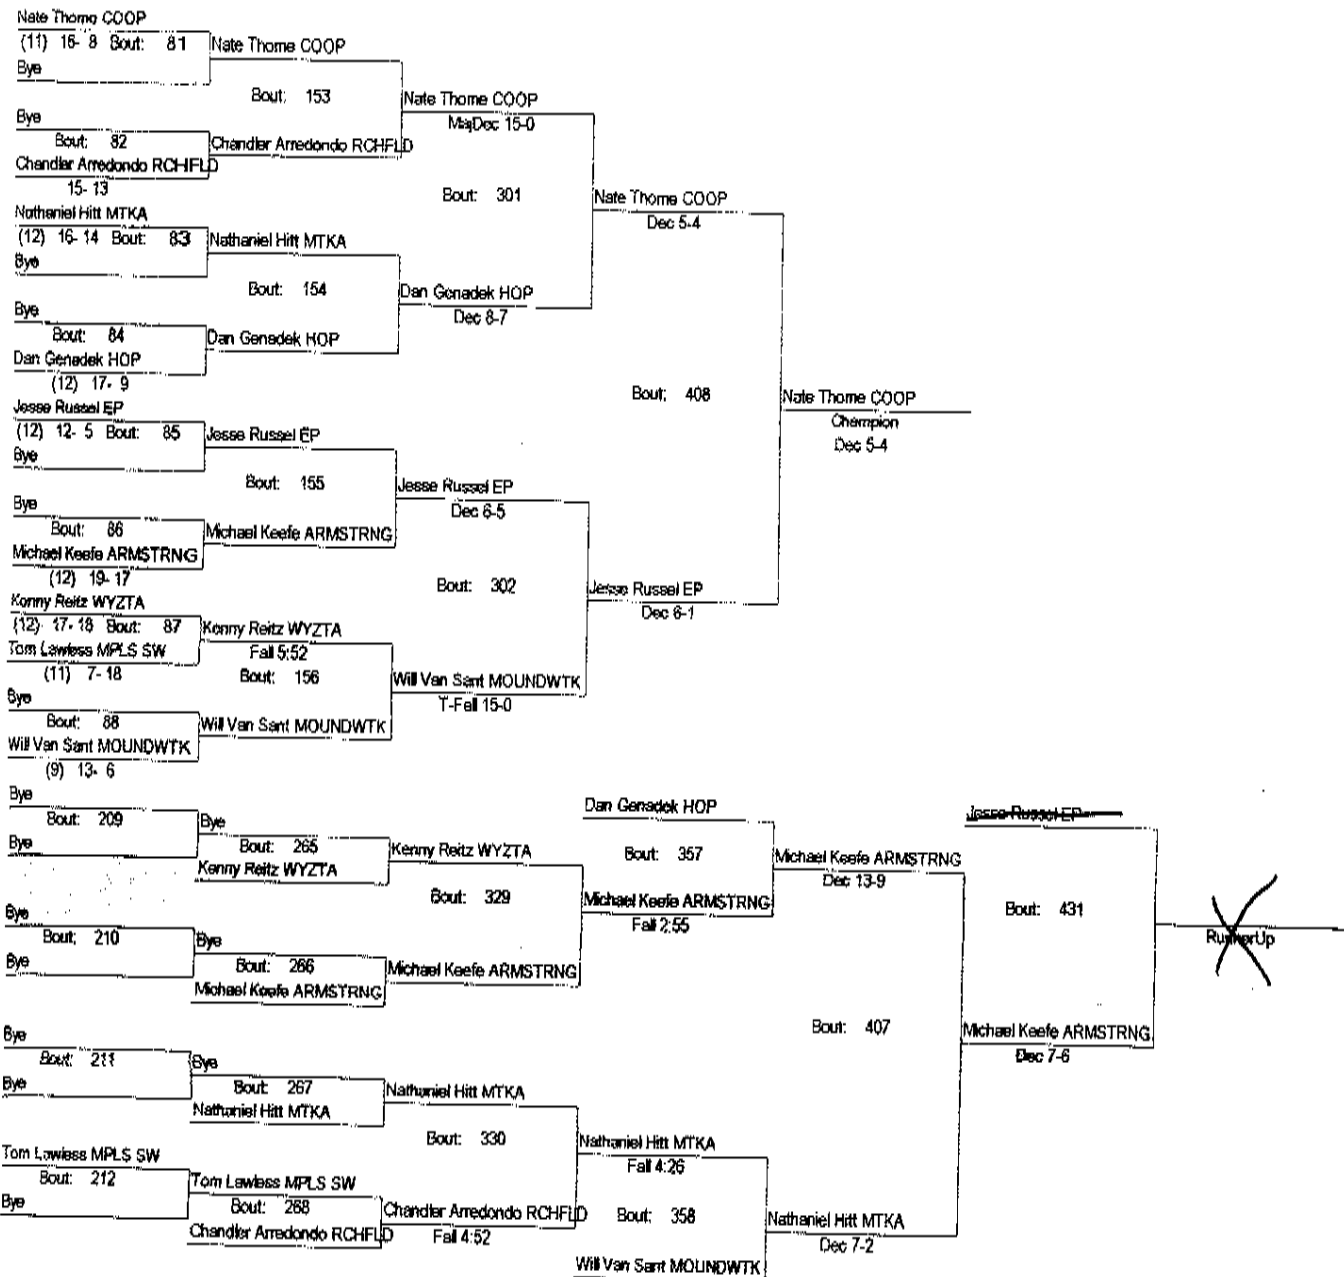 Nate Thorne COOP
(11) 16- 8 Bout: 81
Nate Thorne COOP
Bye
Bout: 153
Nate Thorne COOP
MajDec 15-0
Bye
Bout: 82
Chandler Arredondo RCHFLD
Chandler Arredondo RCHFLD
15- 13
Bout: 301
Nate Thorne COOP
Dec 5-4
Nathaniel Hitt MTKA
(12) 16- 14 Bout: 83
Nathaniel Hitt MTKA
Bye
Bout: 154
Dan Genadek HOP
Dec 8-7
Bye
Bout: 84
Dan Genadek HOP
Dan Genadek HOP
(12) 17- 9
Bout: 408
Nate Thorne COOP
Champion
Dec 5-4
Jesse Russel EP
(12) 12- 5 Bout: 85
Jesse Russel EP
Bye
Bout: 155
Jesse Russel EP
Dec 6-5
Bye
Bout: 86
Michael Keefe ARMSTRNG
Michael Keefe ARMSTRNG
(12) 19- 17
Bout: 302
Jesse Russel EP
Dec 6-1
Kenny Reitz WYZTA
(12) 17- 18 Bout: 87
Kenny Reitz WYZTA
Fall 5:52
Tom Lawless MPLS SW
(11) 7- 18
Bout: 156
Will Van Sant MOUNDWTK
T-Fall 15-0
Bye
Bout: 88
Will Van Sant MOUNDWTK
Will Van Sant MOUNDWTK
(9) 13- 6
Bye
Bout: 209
Bye
Bye
Bout: 265
Kenny Reitz WYZTA
Kenny Reitz WYZTA
Dan Genadek HOP
Bout: 357
Michael Keefe ARMSTRNG
Dec 13-9
Jesse Russel EP
Bout: 329
Michael Keefe ARMSTRNG
Fall 2:55
Bout: 431
RunnerUp
Bye
Bout: 210
Bye
Bye
Bout: 266
Michael Keefe ARMSTRNG
Michael Keefe ARMSTRNG
Bout: 407
Michael Keefe ARMSTRNG
Dec 7-6
Bye
Bout: 211
Bye
Bye
Bout: 267
Nathaniel Hitt MTKA
Nathaniel Hitt MTKA
Bout: 330
Nathaniel Hitt MTKA
Fall 4:26
Tom Lawless MPLS SW
Bout: 212
Tom Lawless MPLS SW
Bye
Bout: 268
Chandler Arredondo RCHFLD
Fall 4:52
Chandler Arredondo RCHFLD
Bout: 358
Nathaniel Hitt MTKA
Dec 7-2
Will Van Sant MOUNDWTK